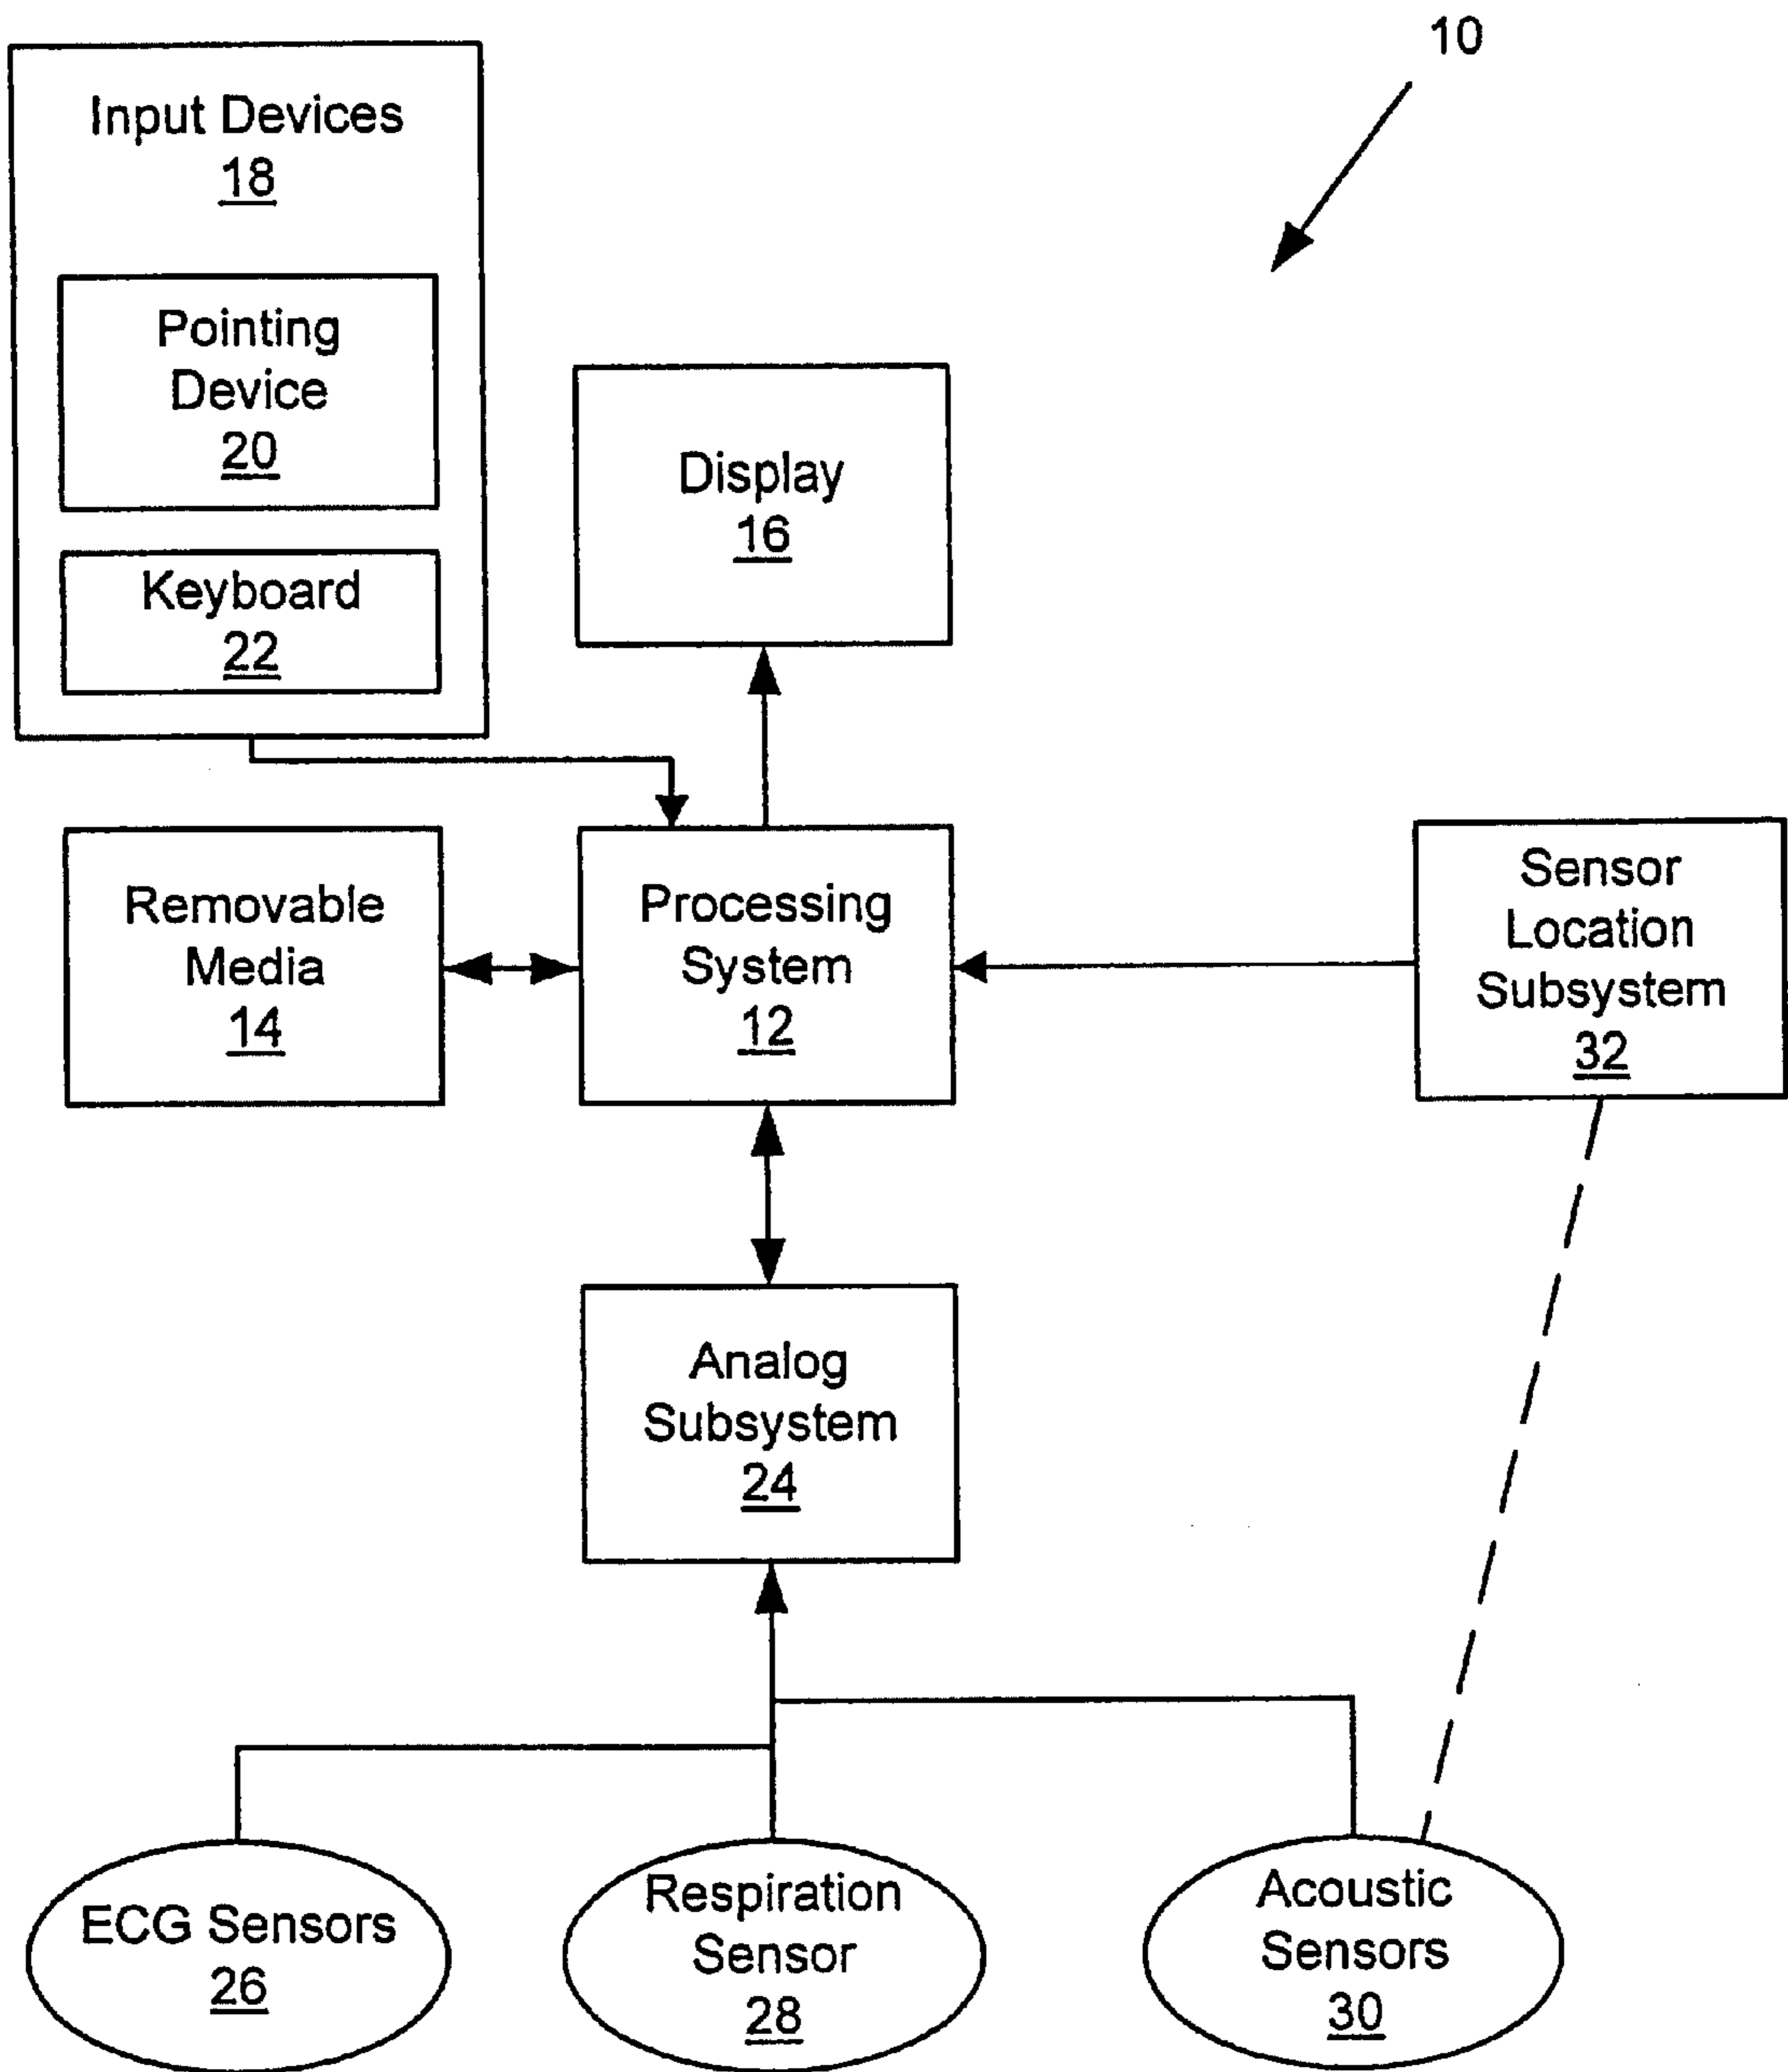 10
Input Devices
18
Pointing
Device
20
Keyboard
22
Display
16
Removable
Media
14
Processing
System
12
Sensor
Location
Subsystem
32
Analog
Subsystem
24
ECG Sensors
26
Respiration
Sensor
28
Acoustic
Sensors
30